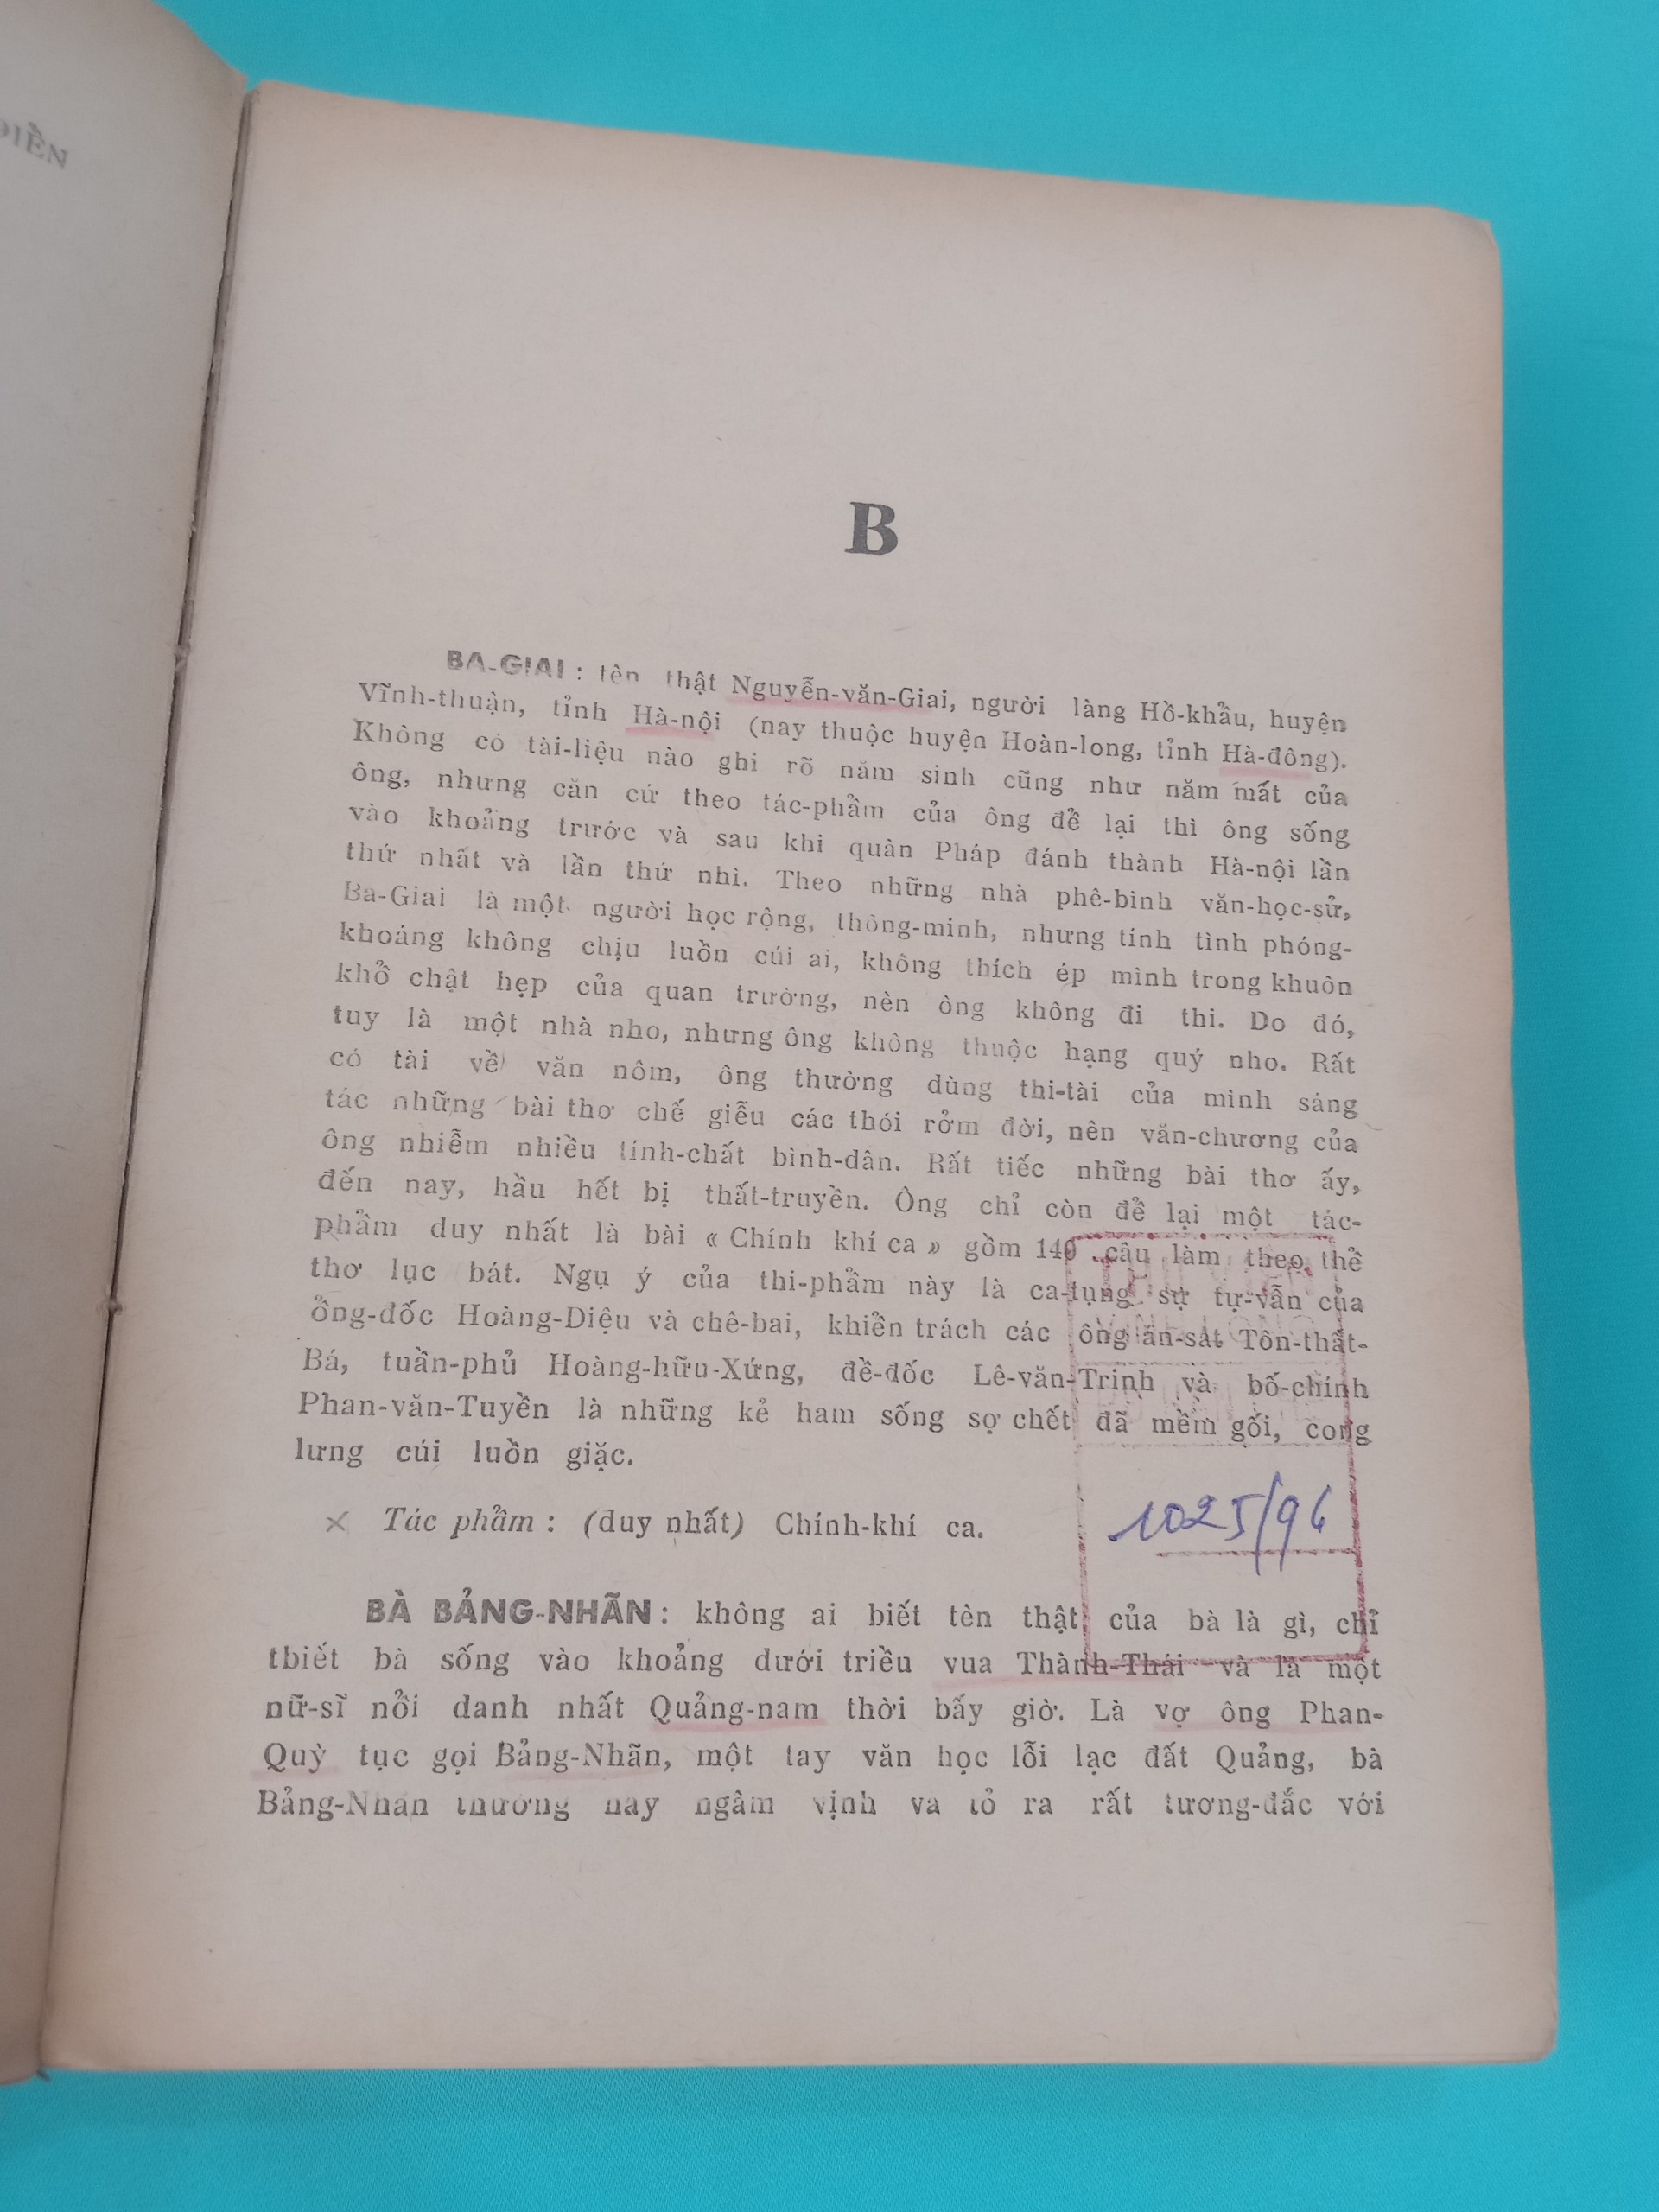 ĐIỂN
B
BA-GIAI : tên thật Nguyễn-văn-Giai, người làng Hồ-khẩu, huyện
Vĩnh-thuận, tỉnh Hà-nội (nay thuộc huyện Hoàn-long, tỉnh Hà-đông).
Không có tài-liệu nào ghi rõ năm sinh cũng như năm mất của
ông, nhưng căn cứ theo tác-phẩm của ông để lại thì ông sống
vào khoảng trước và sau khi quân Pháp đánh thành Hà-nội lần
thứ nhất và lần thứ nhì. Theo những nhà phê-bình văn-học-sử,
Ba-Giai là một người học rộng, thông-minh, nhưng tính tình phóng-
khoáng không chịu luồn cúi ai, không thích ép mình trong khuôn
khổ chật hẹp của quan trường, nên ông không đi thi. Do đó,
tuy là một nhà nho, nhưng ông không thuộc hạng quý nho. Rất
có tài về văn nôm, ông thường dùng thi-tài của mình sáng
tác những bài thơ chế giễu các thói rởm đời, nên văn-chương của
ông nhiễm nhiều tính-chất bình-dân. Rất tiếc những bài thơ ấy,
đến nay, hầu hết bị thất-truyền. Ông chỉ còn để lại một tác-
phẩm duy nhất là bài « Chính khí ca » gồm 140 câu làm theo thể
thơ lục bát. Ngụ ý của thi-phẩm này là ca-tụng sự tự-vẫn của
ổng-đốc Hoàng-Diệu và chê-bai, khiển trách các ông án-sát Tôn-thất-
Bá, tuần-phủ Hoàng-hữu-Xứng, đề-đốc Lê-văn-Trinh và bố-chính
Phan-văn-Tuyển là những kẻ ham sống sợ chết đã mềm gối, cong
lưng cúi luồn giặc.
Tác phẩm : (duy nhất) Chính-khí ca.
1025/96
BÀ BẢNG-NHÃN : không ai biết tên thật của bà là gì, chỉ
tbiết bà sống vào khoảng dưới triều vua Thành-Thái và là một
nữ-sĩ nổi danh nhất Quảng-nam thời bấy giờ. Là vợ ông Phan-
Quỳ tục gọi Bảng-Nhãn, một tay văn học lỗi lạc đất Quảng, bà
Bảng-Nhãn thường hay ngâm vịnh và tỏ ra rất tương-đắc với